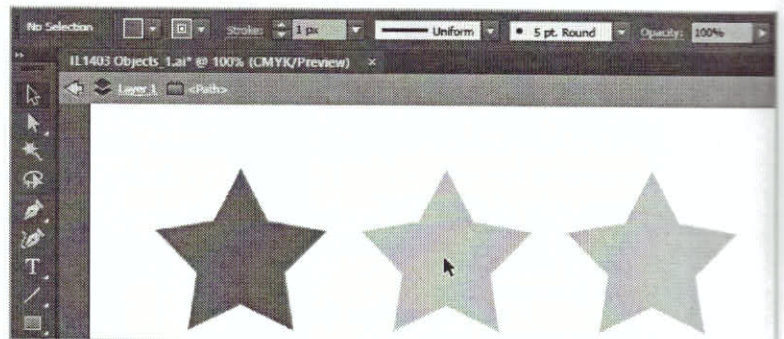 No Selection Stroke: 1 px Uniform 5 pt. Round Opacity: 100%
IL1403 Objects_1.ai* @ 100% (CMYK/Preview) ×
Layer 1 <Path>
T